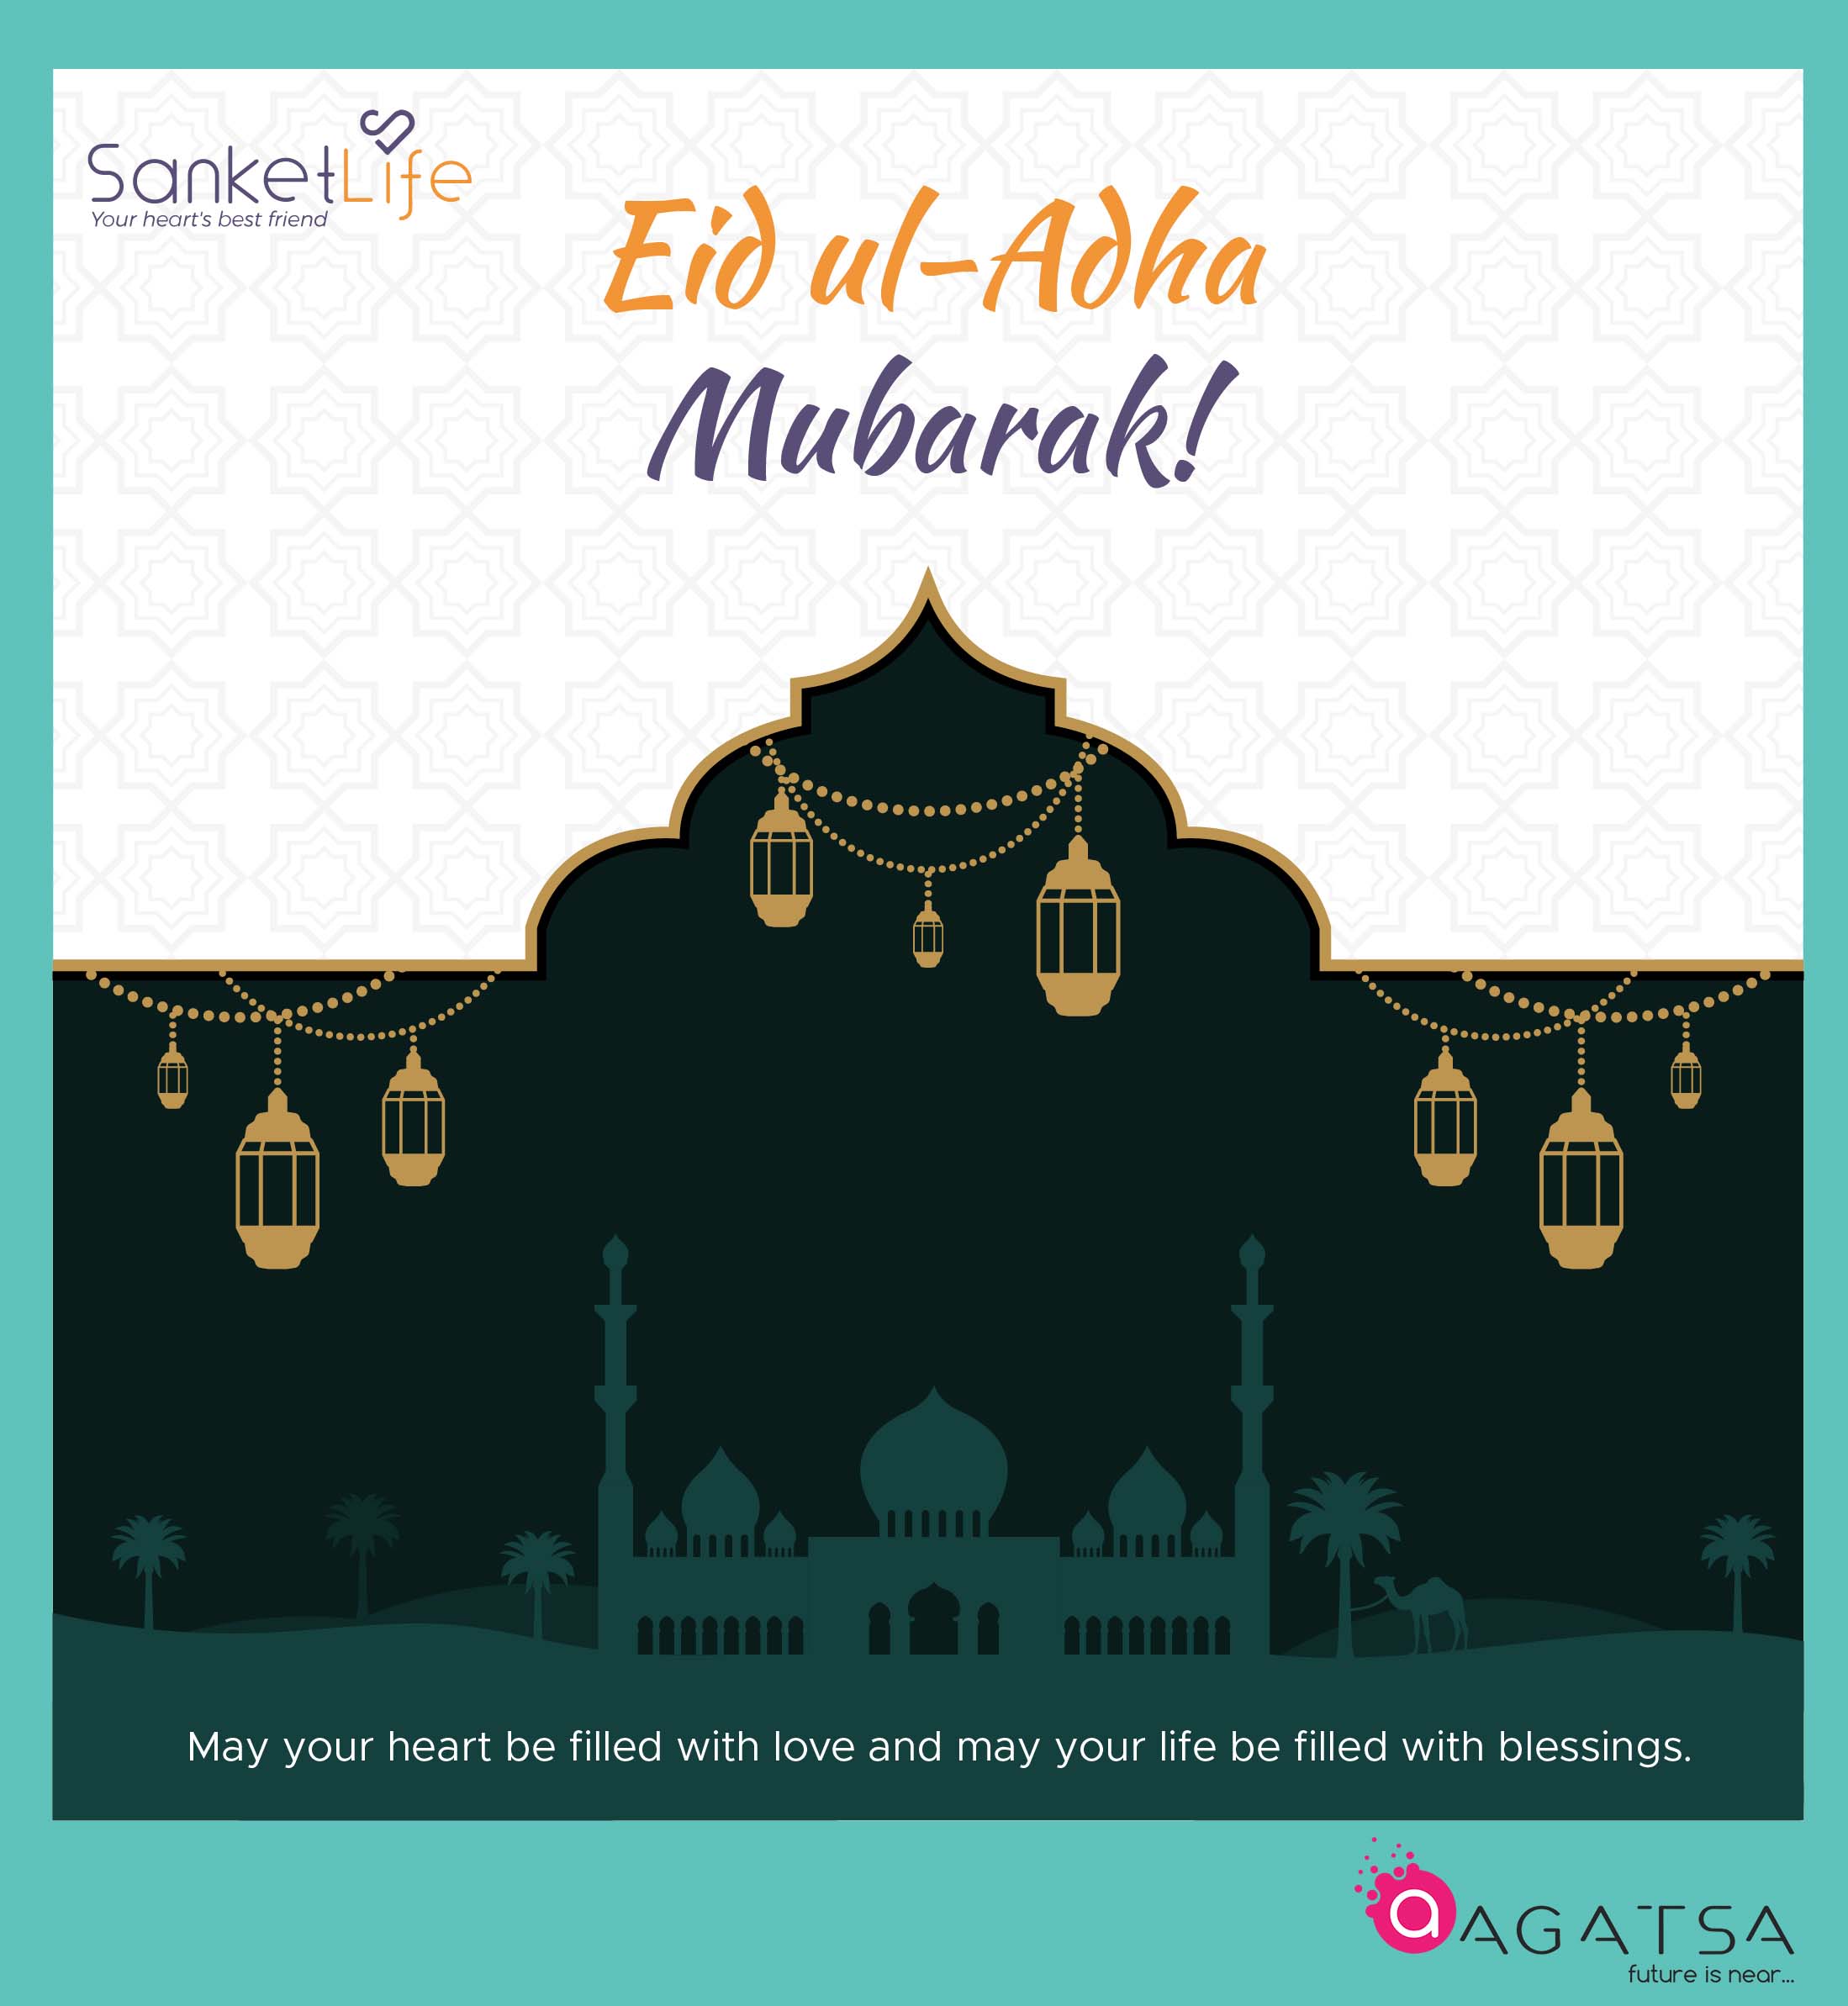 SanketLife
Your heart's best friend
Eid ul-Adha
Mubarak!
May your heart be filled with love and may your life be filled with blessings.
a AGATSA
future is near...